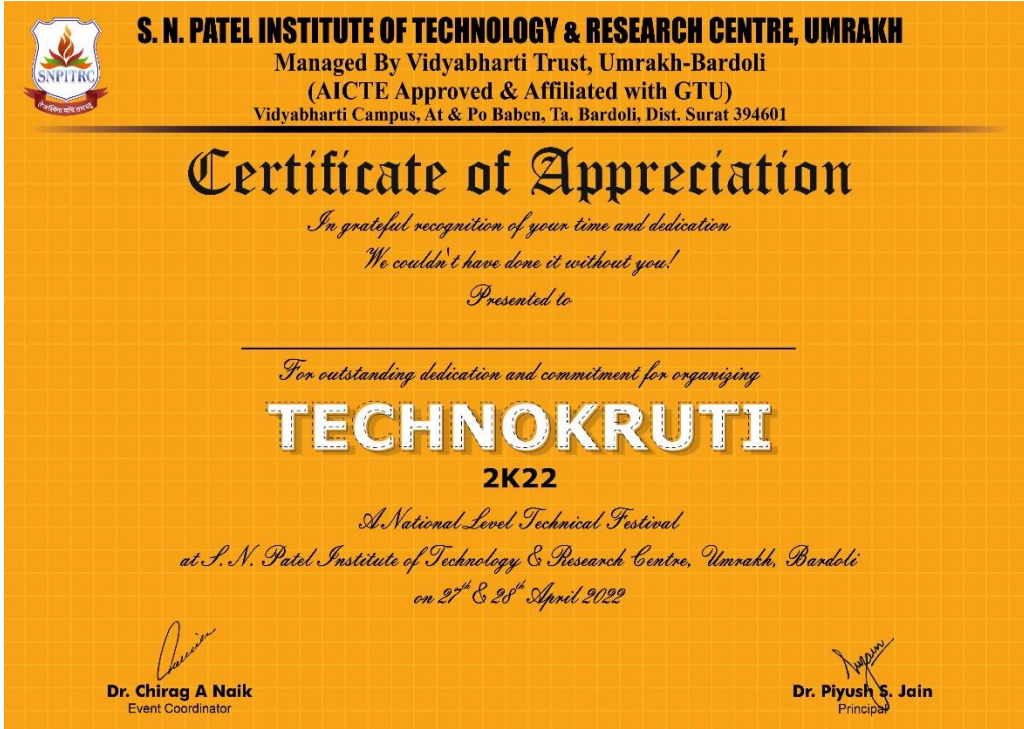 S. N. PATEL INSTITUTE OF TECHNOLOGY & RESEARCH CENTRE, UMRAKH
Managed By Vidyabharti Trust, Umrakh-Bardoli
(AICTE Approved & Affiliated with GTU)
Vidyabharti Campus, At & Po Baben, Ta. Bardoli, Dist. Surat 394601
SNPITRC
Certificate of Appreciation
In grateful recognition of your time and dedication
We couldn't have done it without you!
Presented to
For outstanding dedication and commitment for organizing
TECHNOKRUTI
2K22
A National Level Technical Festival
at S. N. Patel Institute of Technology & Research Centre, Umrakh, Bardoli
on 27th & 28th April 2022
Dr. Chirag A Naik
Event Coordinator
Dr. Piyush S. Jain
Principal